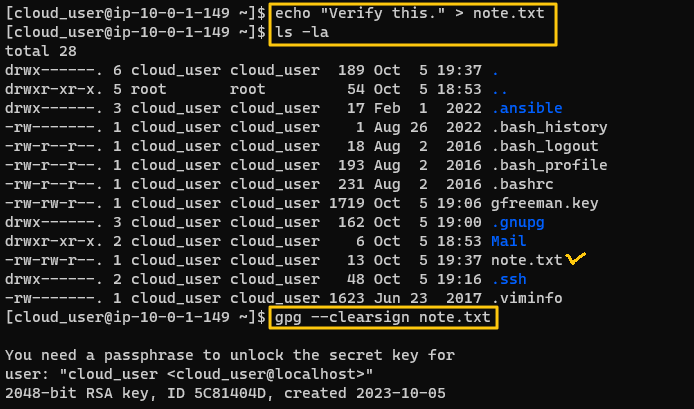 [cloud_user@ip-10-0-1-149 ~]$ echo "Verify this." > note.txt
[cloud_user@ip-10-0-1-149 ~]$ ls -la
total 28
drwx------. 6 cloud_user cloud_user  189 Oct  5 19:37 .
drwxr-xr-x. 5 root       root         54 Oct  5 18:53 ..
drwx------. 3 cloud_user cloud_user   17 Feb  1  2022 .ansible
-rw-------. 1 cloud_user cloud_user    1 Aug 26  2022 .bash_history
-rw-r--r--. 1 cloud_user cloud_user   18 Aug  2  2016 .bash_logout
-rw-r--r--. 1 cloud_user cloud_user  193 Aug  2  2016 .bash_profile
-rw-r--r--. 1 cloud_user cloud_user  231 Aug  2  2016 .bashrc
-rw-rw-r--. 1 cloud_user cloud_user 1719 Oct  5 19:06 gfreeman.key
drwx------. 3 cloud_user cloud_user  162 Oct  5 19:00 .gnupg
drwxr-xr-x. 2 cloud_user cloud_user    6 Oct  5 18:53 Mail
-rw-rw-r--. 1 cloud_user cloud_user   13 Oct  5 19:37 note.txt
drwx------. 2 cloud_user cloud_user   48 Oct  5 19:16 .ssh
-rw-------. 1 cloud_user cloud_user 1623 Jun 23  2017 .viminfo
[cloud_user@ip-10-0-1-149 ~]$ gpg --clearsign note.txt
You need a passphrase to unlock the secret key for
user: "cloud_user <cloud_user@localhost>"
2048-bit RSA key, ID 5C81404D, created 2023-10-05